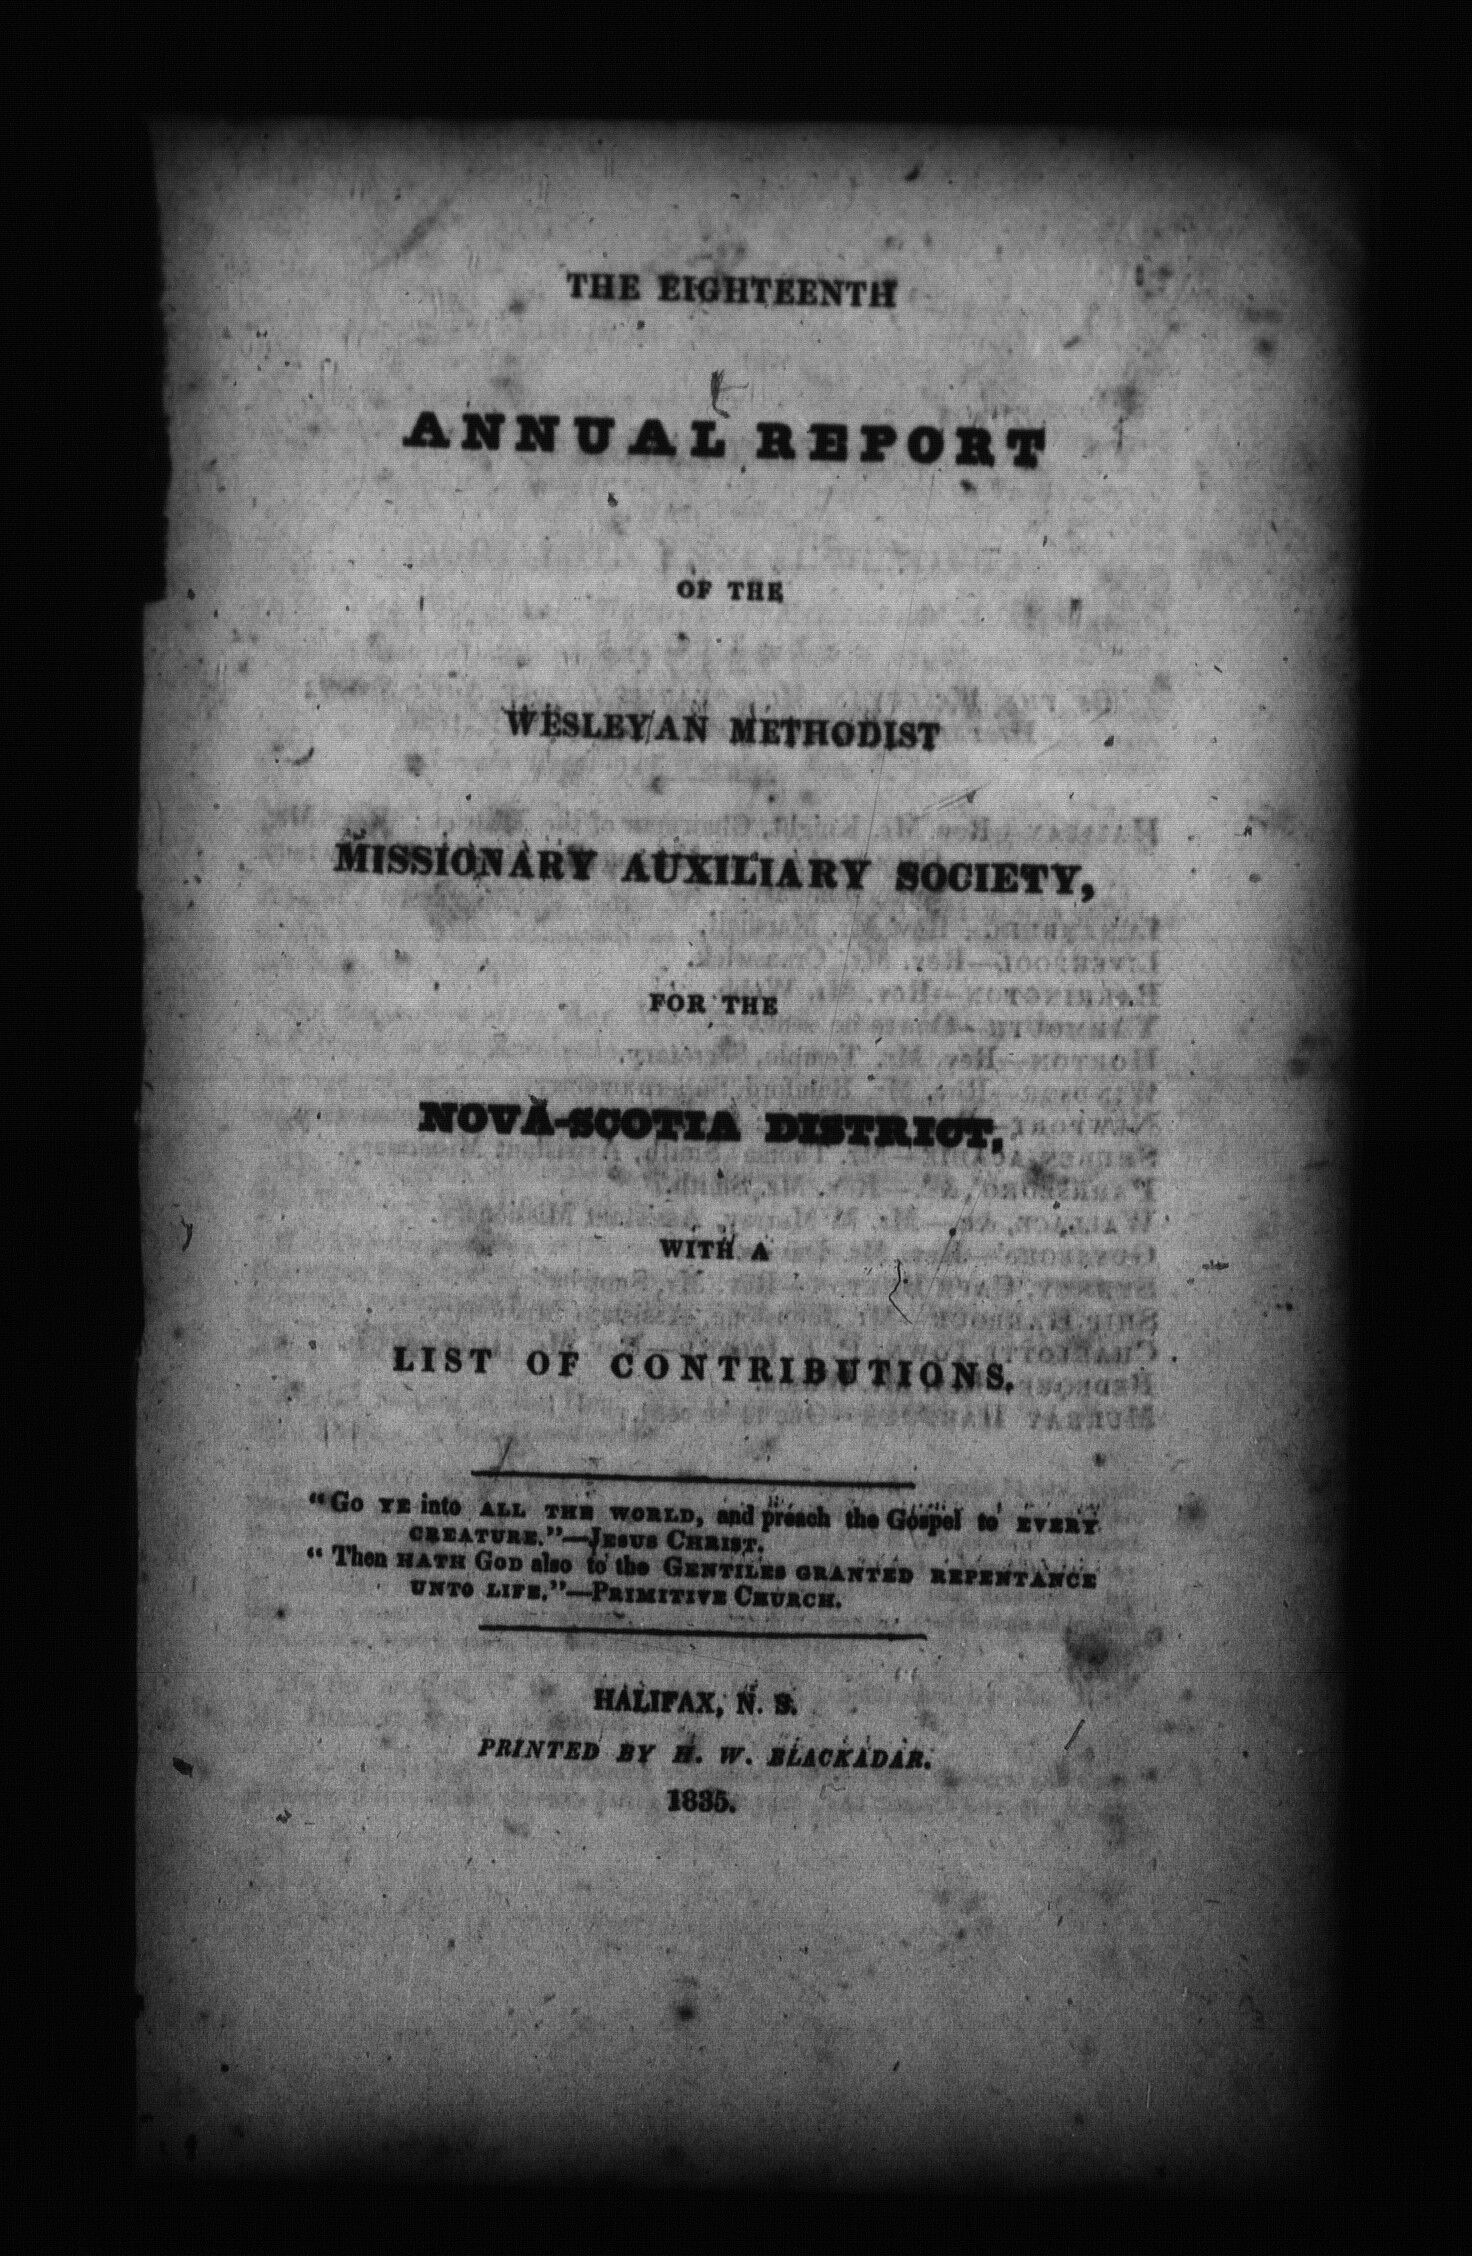 THE EIGHTEENTH
ANNUAL REPORT
OF THE
WESLEYAN METHODIST
MISSIONARY AUXILIARY SOCIETY,
FOR THE
NOVA-SCOTIA DISTRICT,
WITH A
LIST OF CONTRIBUTIONS.
"Go YE into ALL THE WORLD, and preach the Gospel to EVERY
CREATURE."—JESUS CHRIST.
"Then HATH GOD also to the GENTILES GRANTED REPENTANCE
UNTO LIFE."—PRIMITIVE CHURCH.
HALIFAX, N. S.
PRINTED BY H. W. BLACKADAR.
1835.